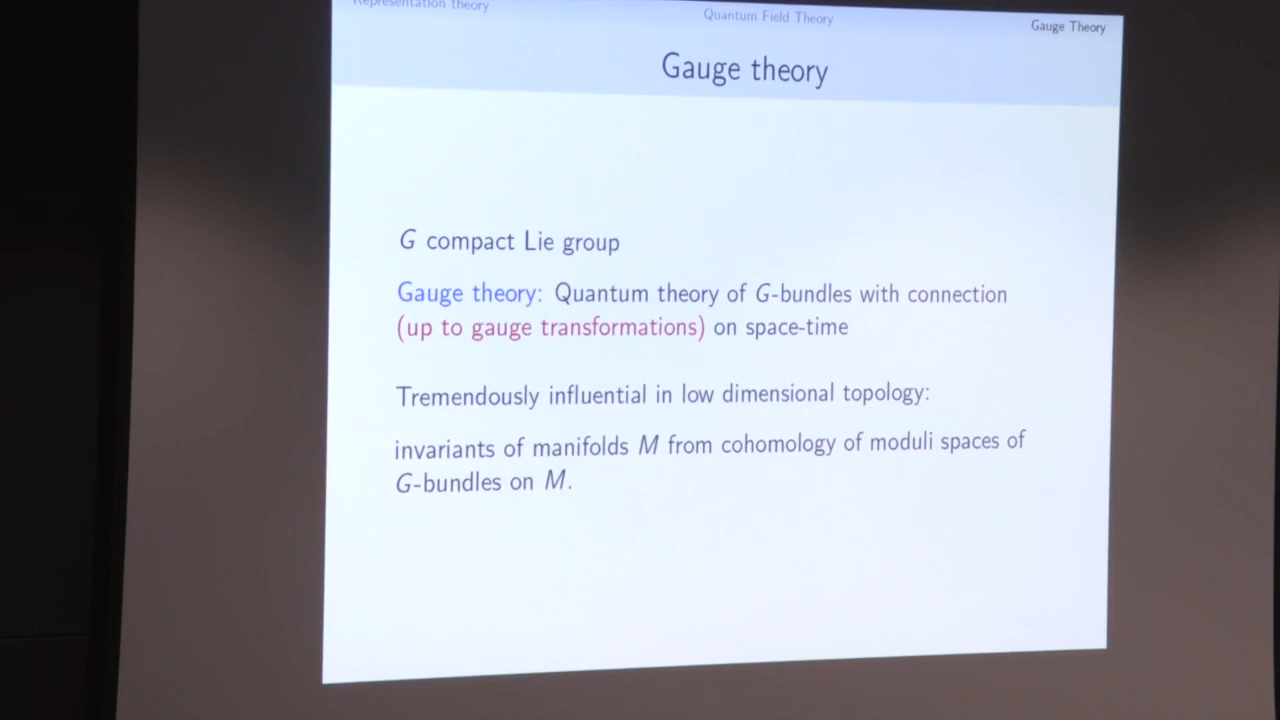 Representation theory
Quantum Field Theory
Gauge Theory
Gauge theory
G compact Lie group
Gauge theory: Quantum theory of G-bundles with connection
(up to gauge transformations) on space-time
Tremendously influential in low dimensional topology:
invariants of manifolds M from cohomology of moduli spaces of
G-bundles on M.